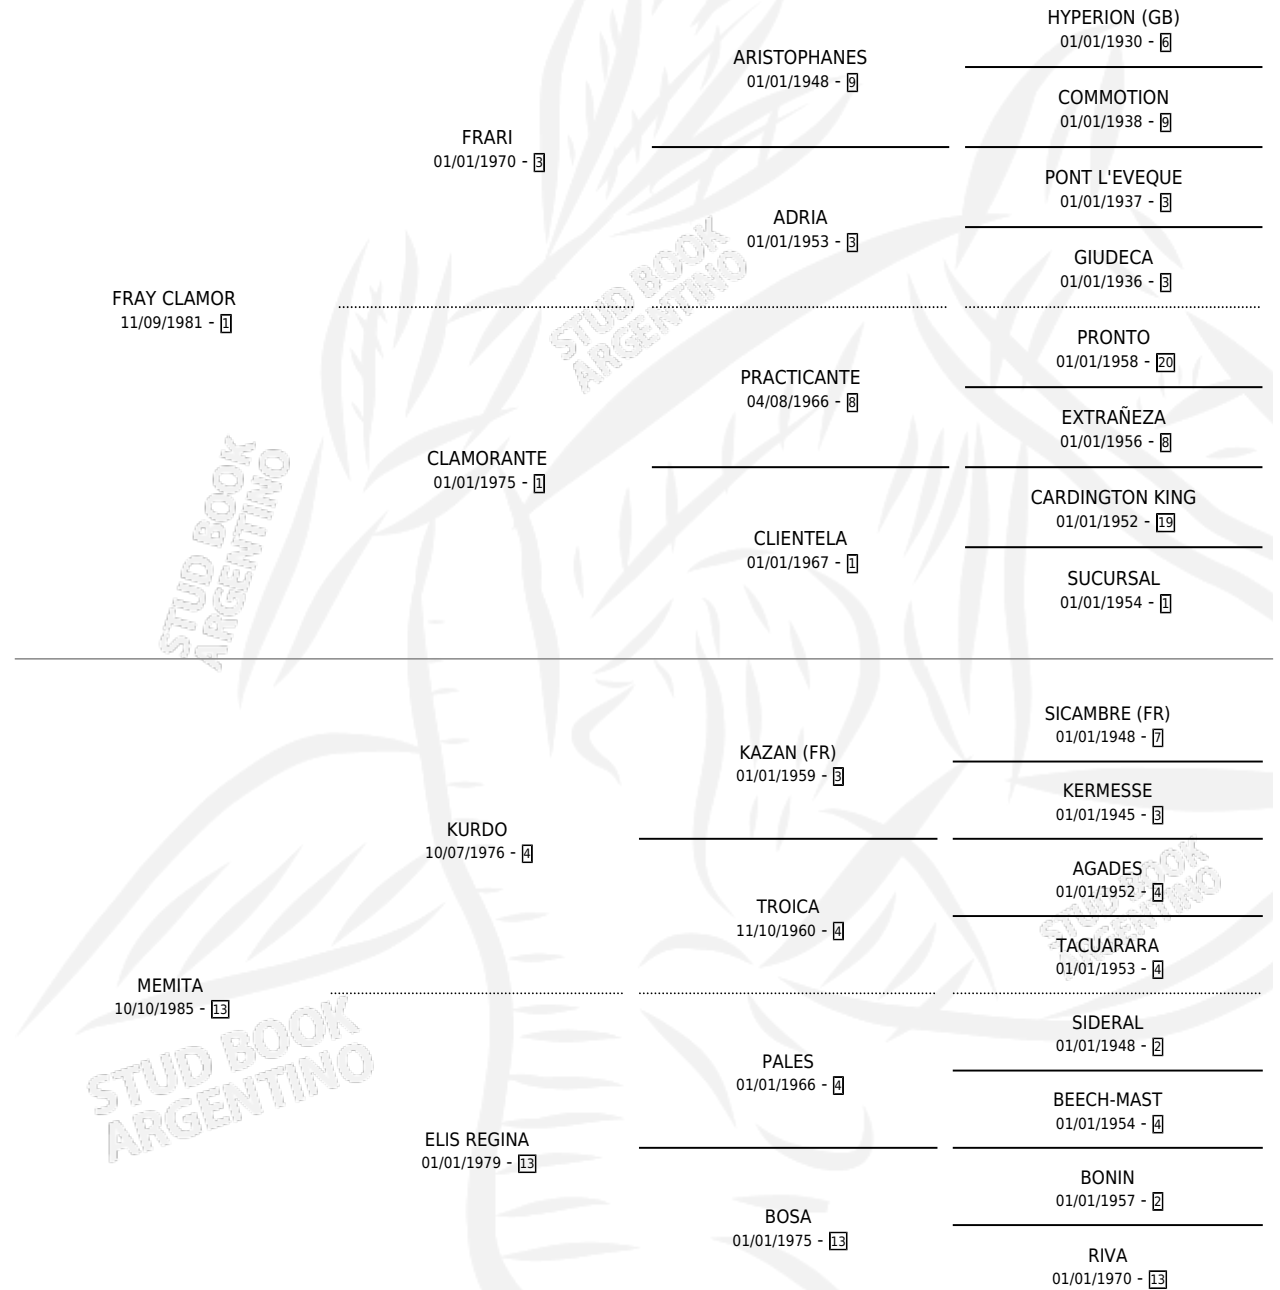 HYPERION (GB)
01/01/1930 - 6
ARISTOPHANES
01/01/1948 - 9
COMMOTION
01/01/1938 - 9
FRARI
01/01/1970 - 3
PONT L'EVEQUE
01/01/1937 - 3
ADRIA
01/01/1953 - 3
GIUDECA
01/01/1936 - 3
FRAY CLAMOR
11/09/1981 - 1
PRONTO
01/01/1958 - 20
PRACTICANTE
04/08/1966 - 8
EXTRAÑEZA
01/01/1956 - 8
CLAMORANTE
01/01/1975 - 1
CARDINGTON KING
01/01/1952 - 19
CLIENTELA
01/01/1967 - 1
SUCURSAL
01/01/1954 - 1
SICAMBRE (FR)
01/01/1948 - 7
KAZAN (FR)
01/01/1959 - 3
KERMESSE
01/01/1945 - 3
KURDO
10/07/1976 - 4
AGADES
01/01/1952 - 4
TROICA
11/10/1960 - 4
TACUARARA
01/01/1953 - 4
MEMITA
10/10/1985 - 13
SIDERAL
01/01/1948 - 2
PALES
01/01/1966 - 4
BEECH-MAST
01/01/1954 - 4
ELIS REGINA
01/01/1979 - 13
BONIN
01/01/1957 - 2
BOSA
01/01/1975 - 13
RIVA
01/01/1970 - 13
STUD BOOK
ARGENTINO
STUD BOOK
ARGENTINO
STUD BOOK
ARGENTINO
STUD BOOK
ARGENTINO